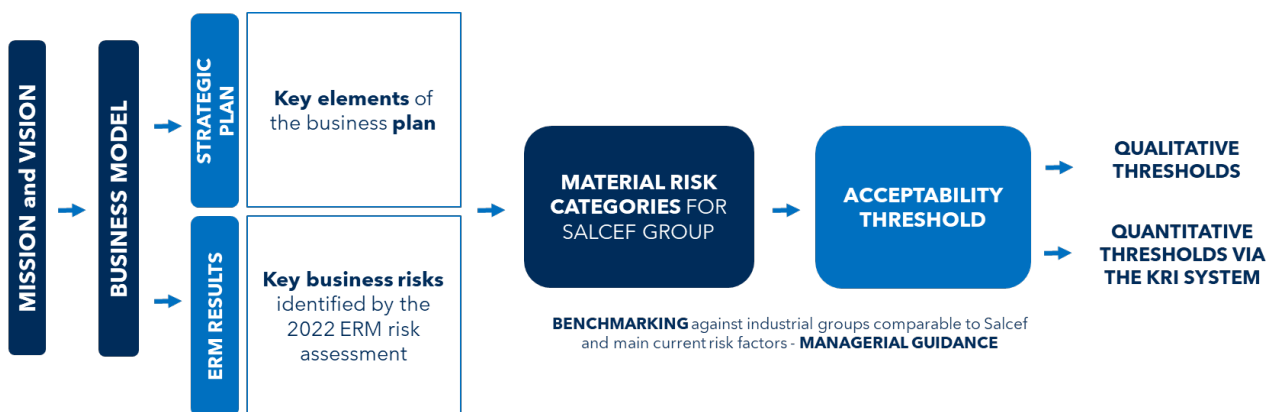 MISSION and VISION
BUSINESS MODEL
STRATEGIC
PLAN
Key elements of
the business plan
ERM RESULTS
Key business risks
identified by the
2022 ERM risk
assessment
MATERIAL RISK
CATEGORIES FOR
SALCEF GROUP
ACCEPTABILITY
THRESHOLD
QUALITATIVE
THRESHOLDS
QUANTITATIVE
THRESHOLDS VIA
THE KRI SYSTEM
BENCHMARKING against industrial groups comparable to Salcef
and main current risk factors - MANAGERIAL GUIDANCE